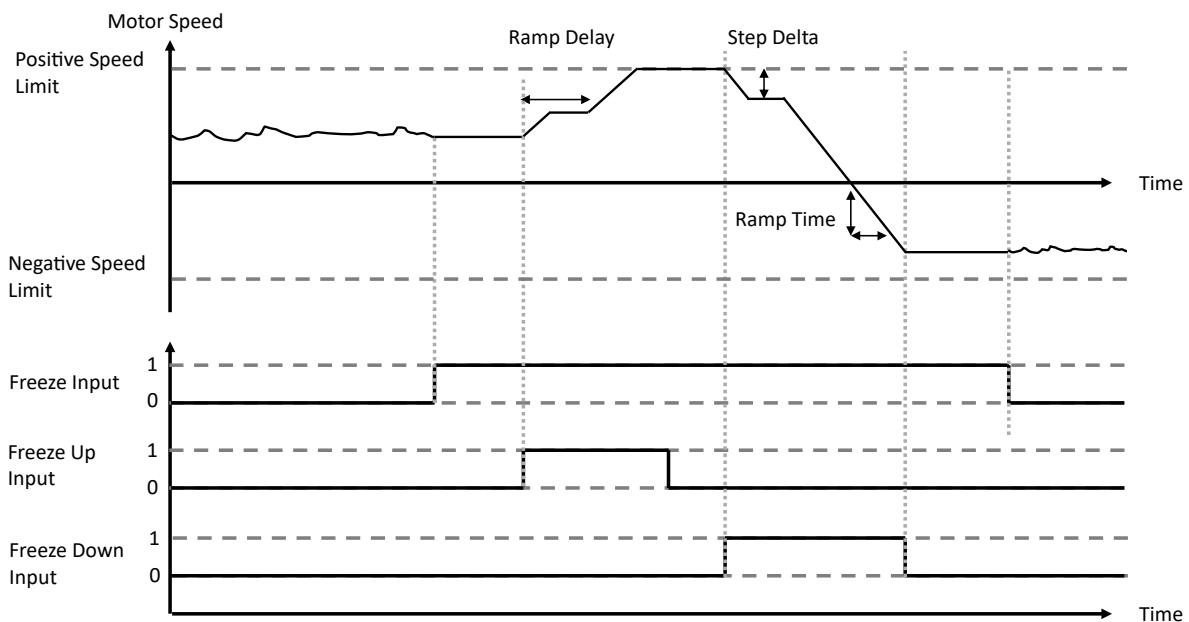 Motor Speed
Ramp Delay
Step Delta
Positive Speed
Limit
Time
Ramp Time
Negative Speed
Limit
1
Freeze Input
0
1
Freeze Up
Input
0
1
Freeze Down
Input
0
Time